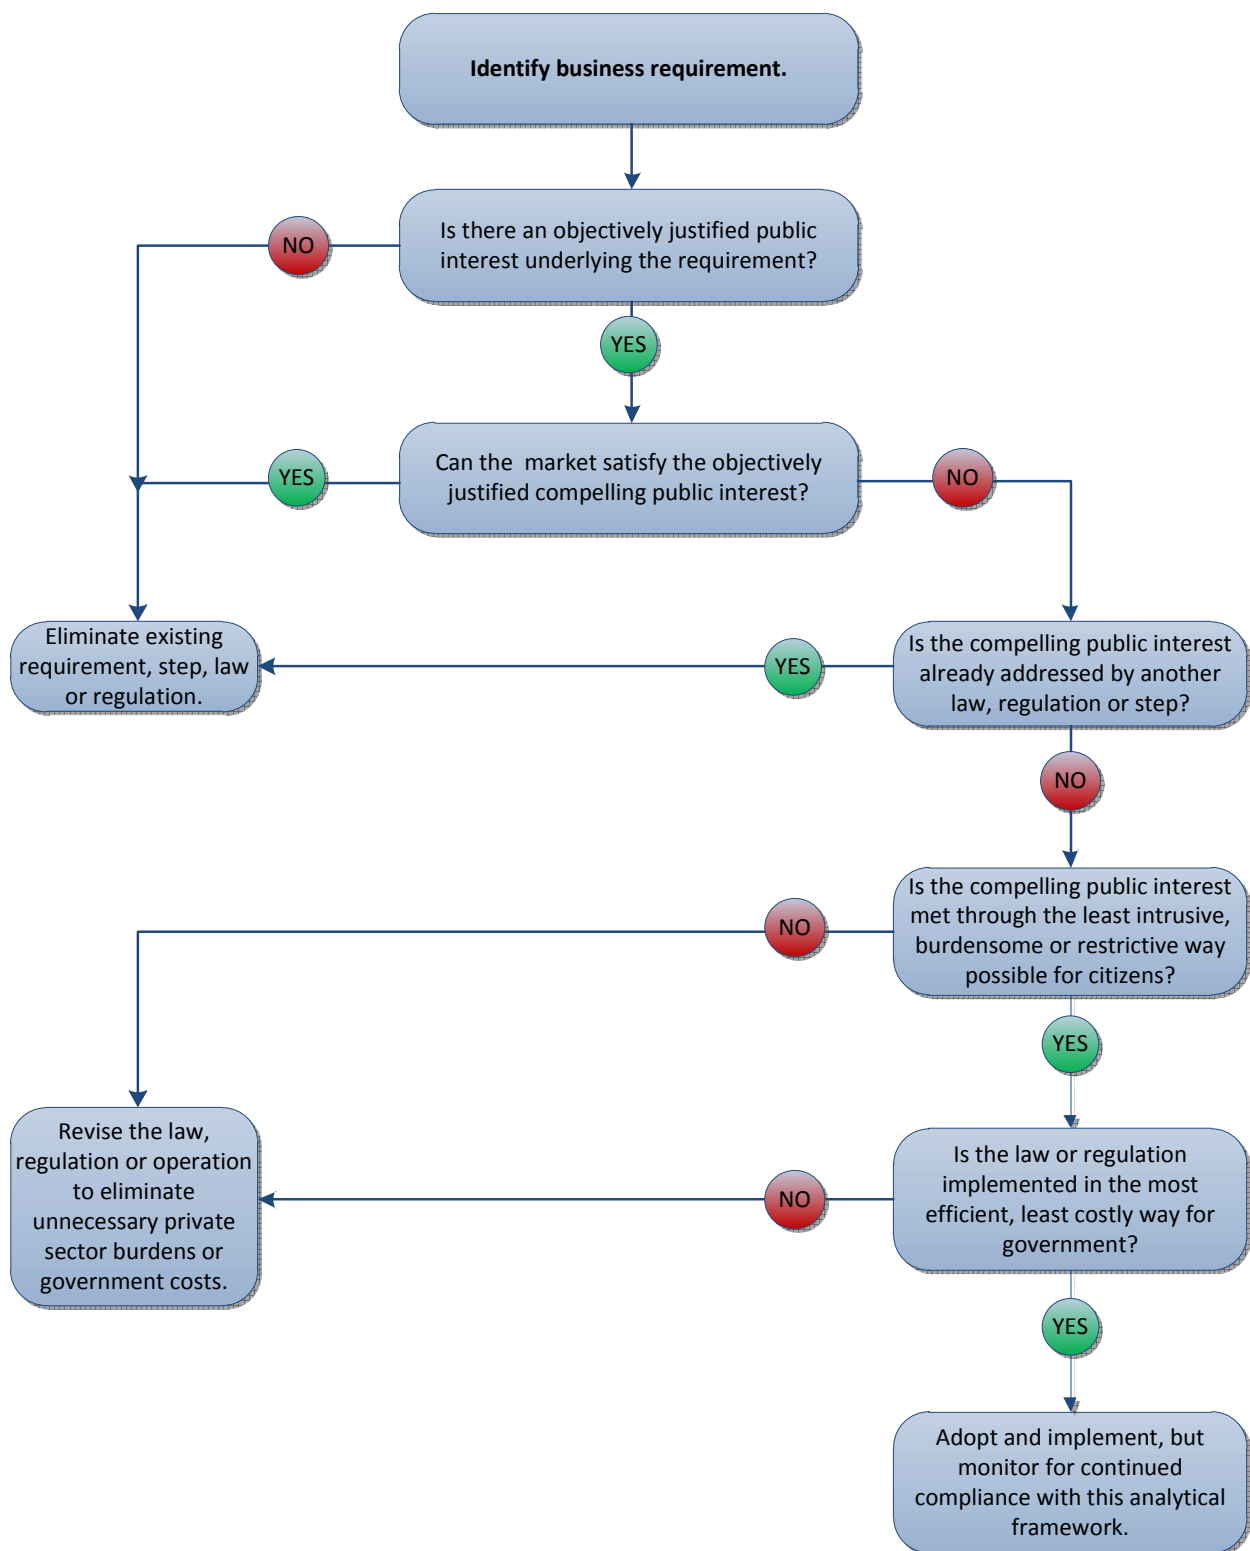 Identify business requirement.
Is there an objectively justified public
interest underlying the requirement?
NO
YES
Can the  market satisfy the objectively
justified compelling public interest?
YES
NO
Eliminate existing
requirement, step, law
or regulation.
YES
Is the compelling public interest
already addressed by another
law, regulation or step?
NO
Is the compelling public interest
met through the least intrusive,
burdensome or restrictive way
possible for citizens?
NO
YES
Revise the law,
regulation or operation
to eliminate
unnecessary private
sector burdens or
government costs.
NO
Is the law or regulation
implemented in the most
efficient, least costly way for
government?
YES
Adopt and implement, but
monitor for continued
compliance with this analytical
framework.